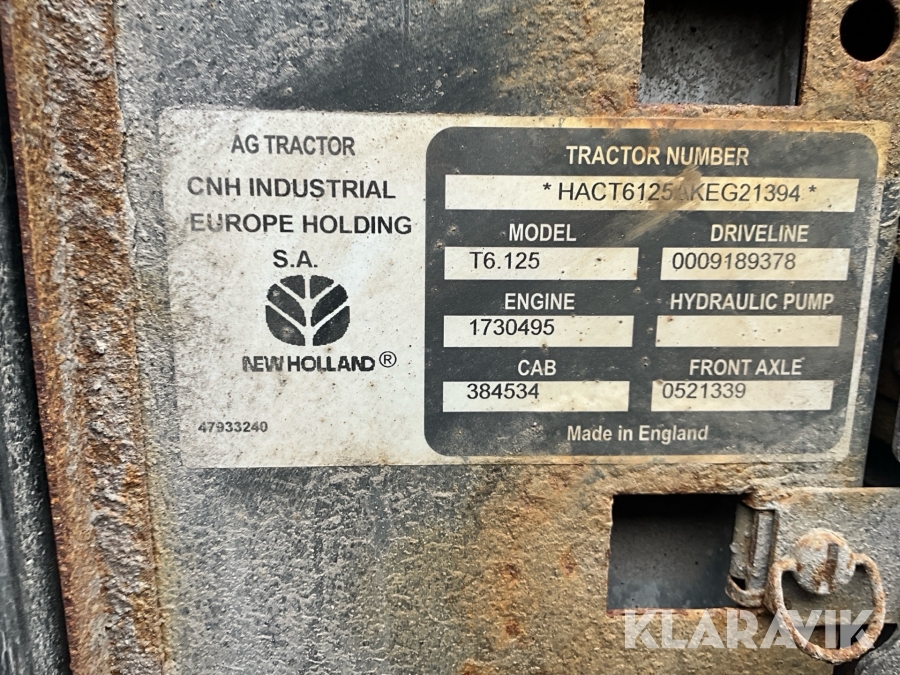 AG TRACTOR
CNH INDUSTRIAL
EUROPE HOLDING
S.A.
NEW HOLLAND®
47933240
TRACTOR NUMBER
* HACT6125AKEG21394 *
MODEL DRIVELINE
T6.125 0009189378
ENGINE HYDRAULIC PUMP
1730495
CAB FRONT AXLE
384534 0521339
Made in England
KLARAVIK